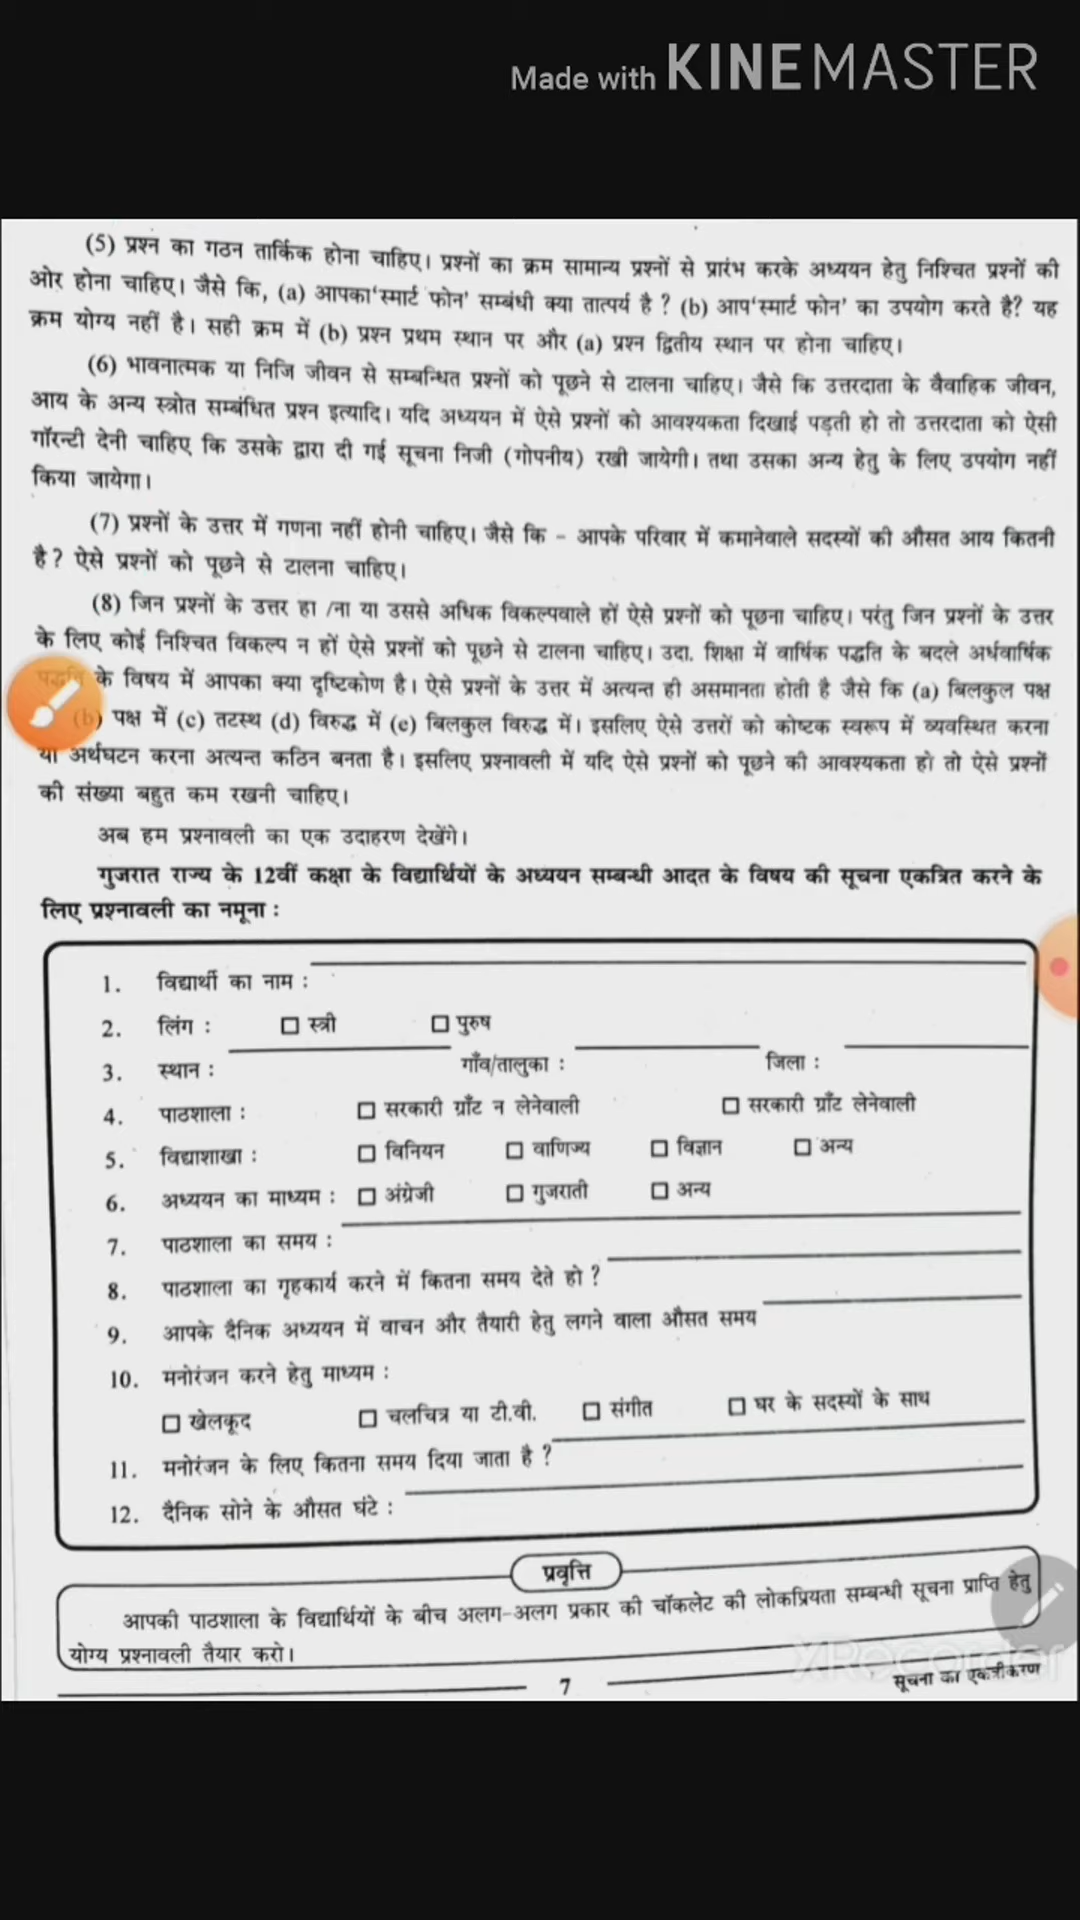 Made with KINEMASTER
(5) प्रश्न का गठन तार्किक होना चाहिए। प्रश्नों का क्रम सामान्य प्रश्नों से प्रारंभ करके अध्ययन हेतु निश्चित प्रश्नों की
ओर होना चाहिए। जैसे कि, (a) आपका 'स्मार्ट फोन' सम्बंधी क्या तात्पर्य है ? (b) आप 'स्मार्ट फोन' का उपयोग करते है? यह
क्रम योग्य नहीं है। सही क्रम में (b) प्रश्न प्रथम स्थान पर और (a) प्रश्न द्वितीय स्थान पर होना चाहिए।
(6) भावनात्मक या निजि जीवन से सम्बन्धित प्रश्नों को पूछने से टालना चाहिए। जैसे कि उत्तरदाता के वैवाहिक जीवन,
आय के अन्य स्त्रोत सम्बंधित प्रश्न इत्यादि। यदि अध्ययन में ऐसे प्रश्नों को आवश्यकता दिखाई पड़ती हो तो उत्तरदाता को ऐसी
गॉरन्टी देनी चाहिए कि उसके द्वारा दी गई सूचना निजी (गोपनीय) रखी जायेगी। तथा उसका अन्य हेतु के लिए उपयोग नहीं
किया जायेगा।
(7) प्रश्नों के उत्तर में गणना नहीं होनी चाहिए। जैसे कि - आपके परिवार में कमानेवाले सदस्यों की औसत आय कितनी
है ? ऐसे प्रश्नों को पूछने से टालना चाहिए।
(8) जिन प्रश्नों के उत्तर हा /ना या उससे अधिक विकल्पवाले हों ऐसे प्रश्नों को पूछना चाहिए। परंतु जिन प्रश्नों के उत्तर
के लिए कोई निश्चित विकल्प न हों ऐसे प्रश्नों को पूछने से टालना चाहिए। उदा. शिक्षा में वार्षिक पद्धति के बदले अर्धवार्षिक
पद्धति के विषय में आपका क्या दृष्टिकोण है। ऐसे प्रश्नों के उत्तर में अत्यन्त ही असमानता होती है जैसे कि (a) बिलकुल पक्ष
(b) पक्ष में (c) तटस्थ (d) विरुद्ध में (e) बिलकुल विरुद्ध में। इसलिए ऐसे उत्तरों को कोष्टक स्वरूप में व्यवस्थित करना
या अर्थघटन करना अत्यन्त कठिन बनता है। इसलिए प्रश्नावली में यदि ऐसे प्रश्नों को पूछने की आवश्यकता हो तो ऐसे प्रश्नों
की संख्या बहुत कम रखनी चाहिए।
अब हम प्रश्नावली का एक उदाहरण देखेंगे।
गुजरात राज्य के 12वीं कक्षा के विद्यार्थियों के अध्ययन सम्बन्धी आदत के विषय की सूचना एकत्रित करने के
लिए प्रश्नावली का नमूना :
1. विद्यार्थी का नाम :
2. लिंग : □ स्त्री □ पुरुष
3. स्थान : गाँव/तालुका : जिला :
4. पाठशाला : □ सरकारी ग्राँट न लेनेवाली □ सरकारी ग्राँट लेनेवाली
5. विद्याशाखा : □ विनियन □ वाणिज्य □ विज्ञान □ अन्य
6. अध्ययन का माध्यम : □ अंग्रेजी □ गुजराती □ अन्य
7. पाठशाला का समय :
8. पाठशाला का गृहकार्य करने में कितना समय देते हो ?
9. आपके दैनिक अध्ययन में वाचन और तैयारी हेतु लगने वाला औसत समय
10. मनोरंजन करने हेतु माध्यम :
□ खेलकूद □ चलचित्र या टी.वी. □ संगीत □ घर के सदस्यों के साथ
11. मनोरंजन के लिए कितना समय दिया जाता है ?
12. दैनिक सोने के औसत घंटे :
प्रवृत्ति
आपकी पाठशाला के विद्यार्थियों के बीच अलग-अलग प्रकार की चॉकलेट की लोकप्रियता सम्बन्धी सूचना प्राप्ति हेतु
योग्य प्रश्नावली तैयार करो।
XRecorder
7 सूचना का एकत्रीकरण